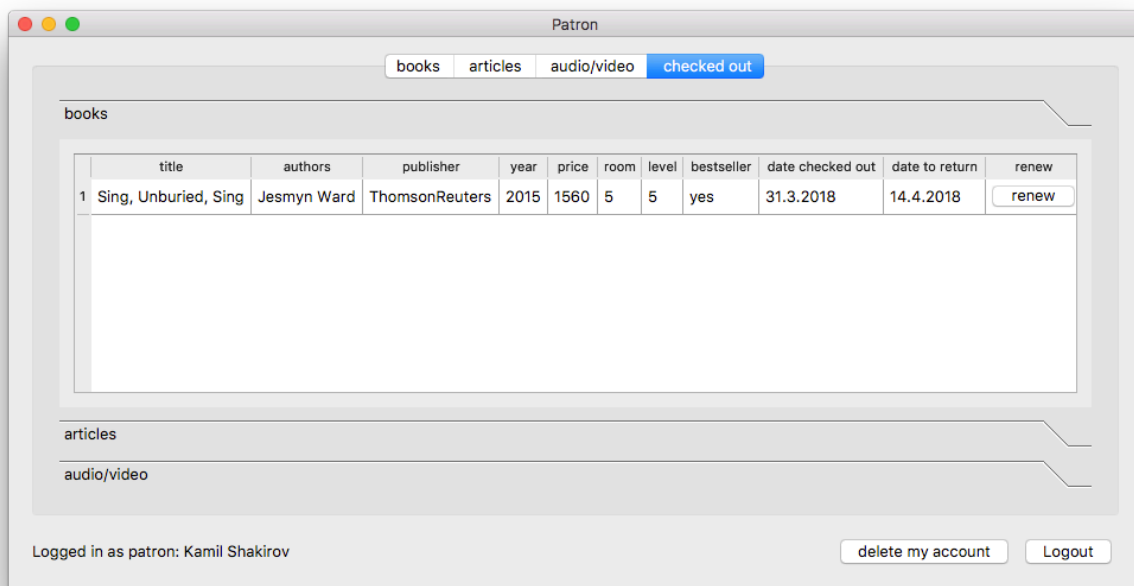 Patron
books articles audio/video checked out
books
title authors publisher year price room level bestseller date checked out date to return renew
1 Sing, Unburied, Sing Jesmyn Ward ThomsonReuters 2015 1560 5 5 yes 31.3.2018 14.4.2018 renew
articles
audio/video
Logged in as patron: Kamil Shakirov delete my account Logout